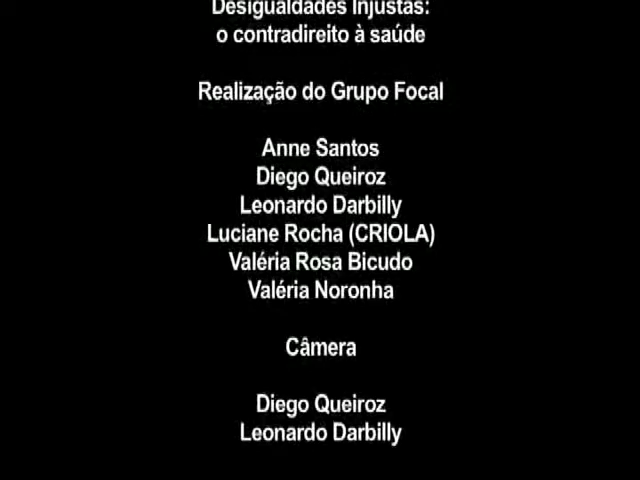 Desigualdades Injustas:
o contradireito à saúde
Realização do Grupo Focal
Anne Santos
Diego Queiroz
Leonardo Darbilly
Luciane Rocha (CRIOLA)
Valéria Rosa Bicudo
Valéria Noronha
Câmera
Diego Queiroz
Leonardo Darbilly